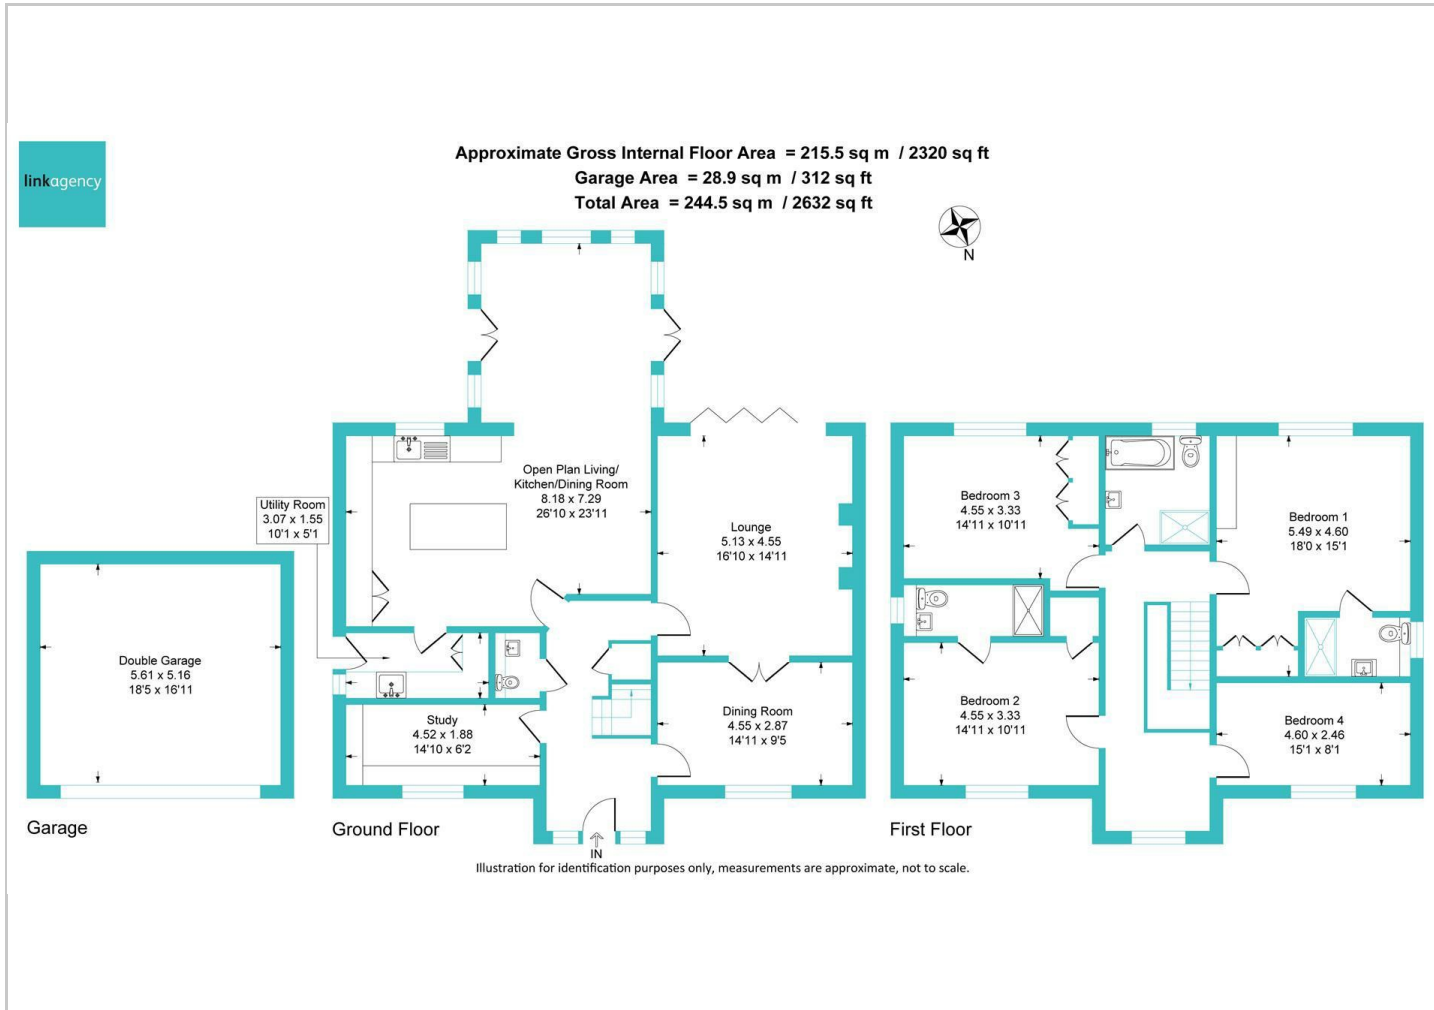 linkagency
Approximate Gross Internal Floor Area = 215.5 sq m / 2320 sq ft
Garage Area = 28.9 sq m / 312 sq ft
Total Area = 244.5 sq m / 2632 sq ft
N
Open Plan Living/
Kitchen/Dining Room
8.18 x 7.29
26'10 x 23'11
Utility Room
3.07 x 1.55
10'1 x 5'1
Lounge
5.13 x 4.55
16'10 x 14'11
Bedroom 3
4.55 x 3.33
14'11 x 10'11
Bedroom 1
5.49 x 4.60
18'0 x 15'1
Double Garage
5.61 x 5.16
18'5 x 16'11
Study
4.52 x 1.88
14'10 x 6'2
Dining Room
4.55 x 2.87
14'11 x 9'5
Bedroom 2
4.55 x 3.33
14'11 x 10'11
Bedroom 4
4.60 x 2.46
15'1 x 8'1
Garage
Ground Floor
First Floor
IN
Illustration for identification purposes only, measurements are approximate, not to scale.